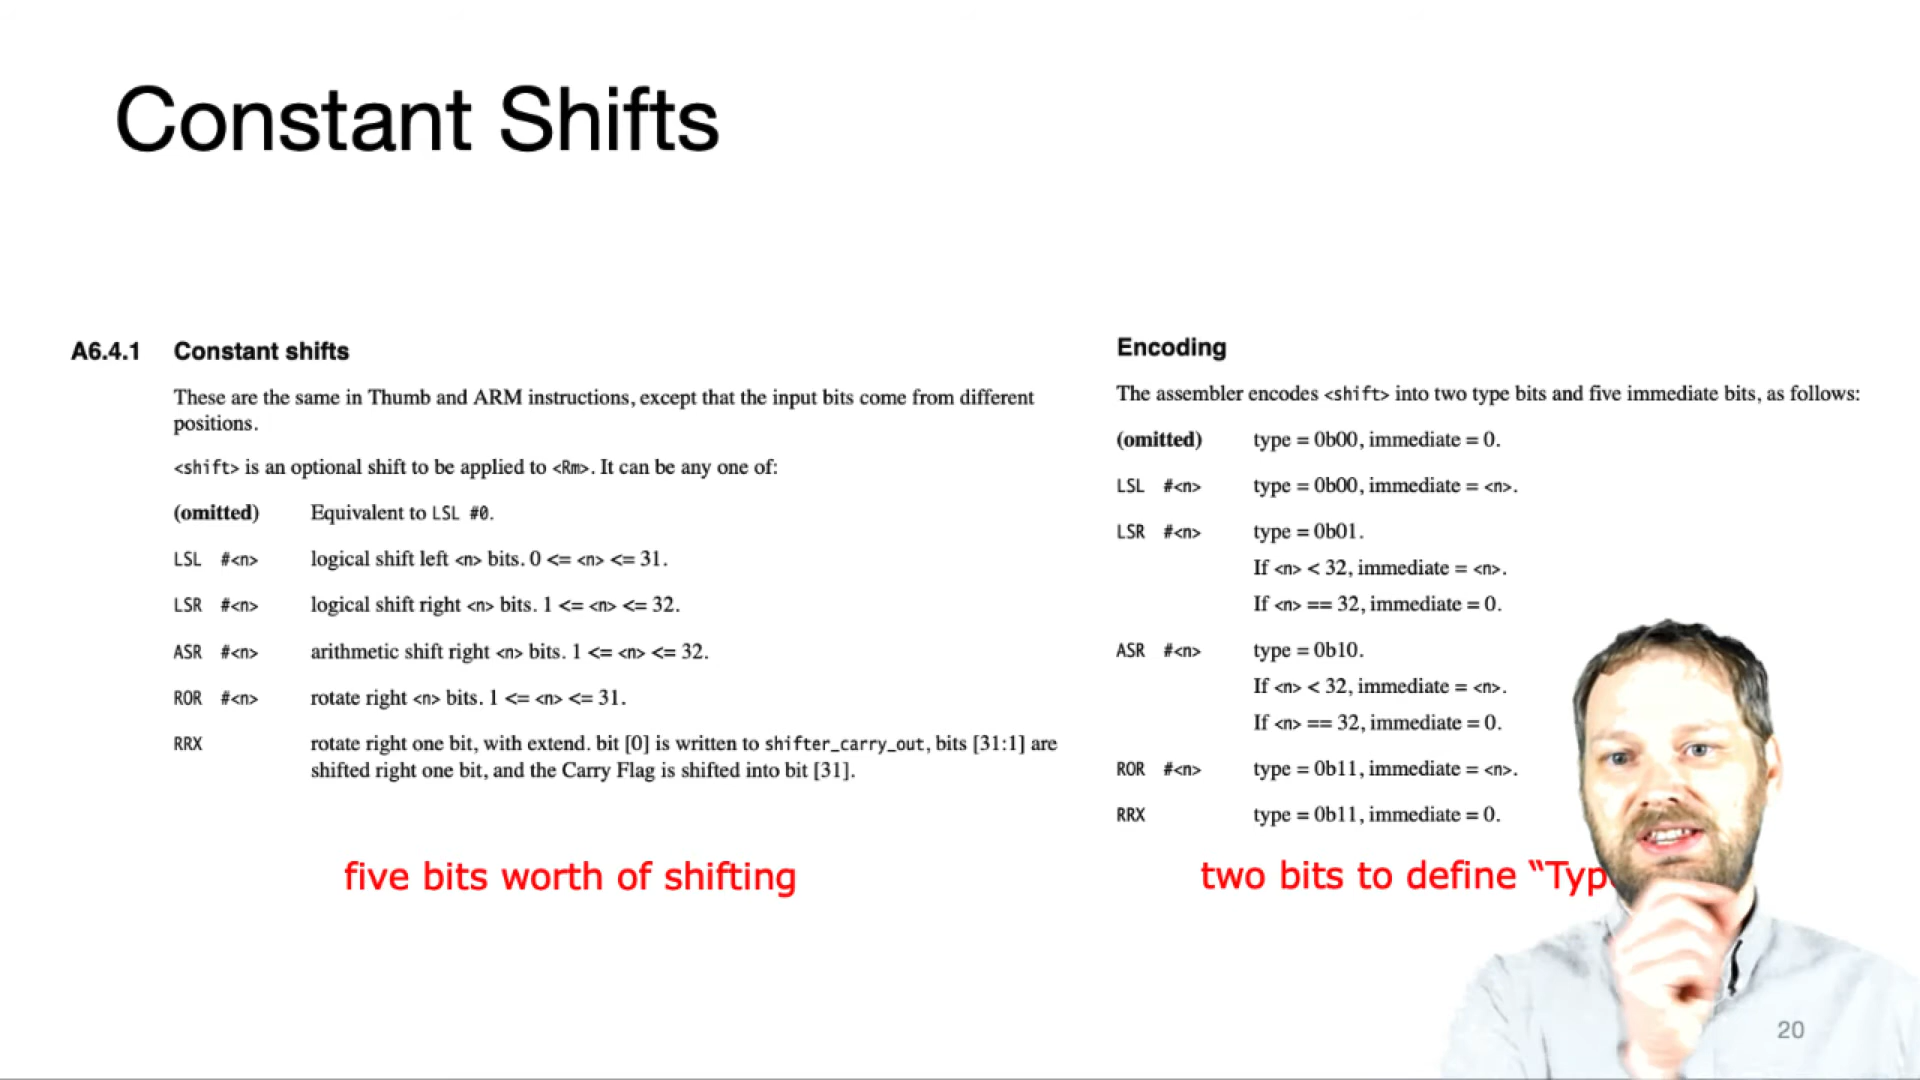 Constant Shifts
A6.4.1 Constant shifts
These are the same in Thumb and ARM instructions, except that the input bits come from different
positions.
<shift> is an optional shift to be applied to <Rm>. It can be any one of:
(omitted) Equivalent to LSL #0.
LSL #<n> logical shift left <n> bits. 0 <= <n> <= 31.
LSR #<n> logical shift right <n> bits. 1 <= <n> <= 32.
ASR #<n> arithmetic shift right <n> bits. 1 <= <n> <= 32.
ROR #<n> rotate right <n> bits. 1 <= <n> <= 31.
RRX rotate right one bit, with extend. bit [0] is written to shifter_carry_out, bits [31:1] are
shifted right one bit, and the Carry Flag is shifted into bit [31].
five bits worth of shifting
Encoding
The assembler encodes <shift> into two type bits and five immediate bits, as follows:
(omitted) type = 0b00, immediate = 0.
LSL #<n> type = 0b00, immediate = <n>.
LSR #<n> type = 0b01.
If <n> < 32, immediate = <n>.
If <n> == 32, immediate = 0.
ASR #<n> type = 0b10.
If <n> < 32, immediate = <n>.
If <n> == 32, immediate = 0.
ROR #<n> type = 0b11, immediate = <n>.
RRX type = 0b11, immediate = 0.
two bits to define “Typ
20